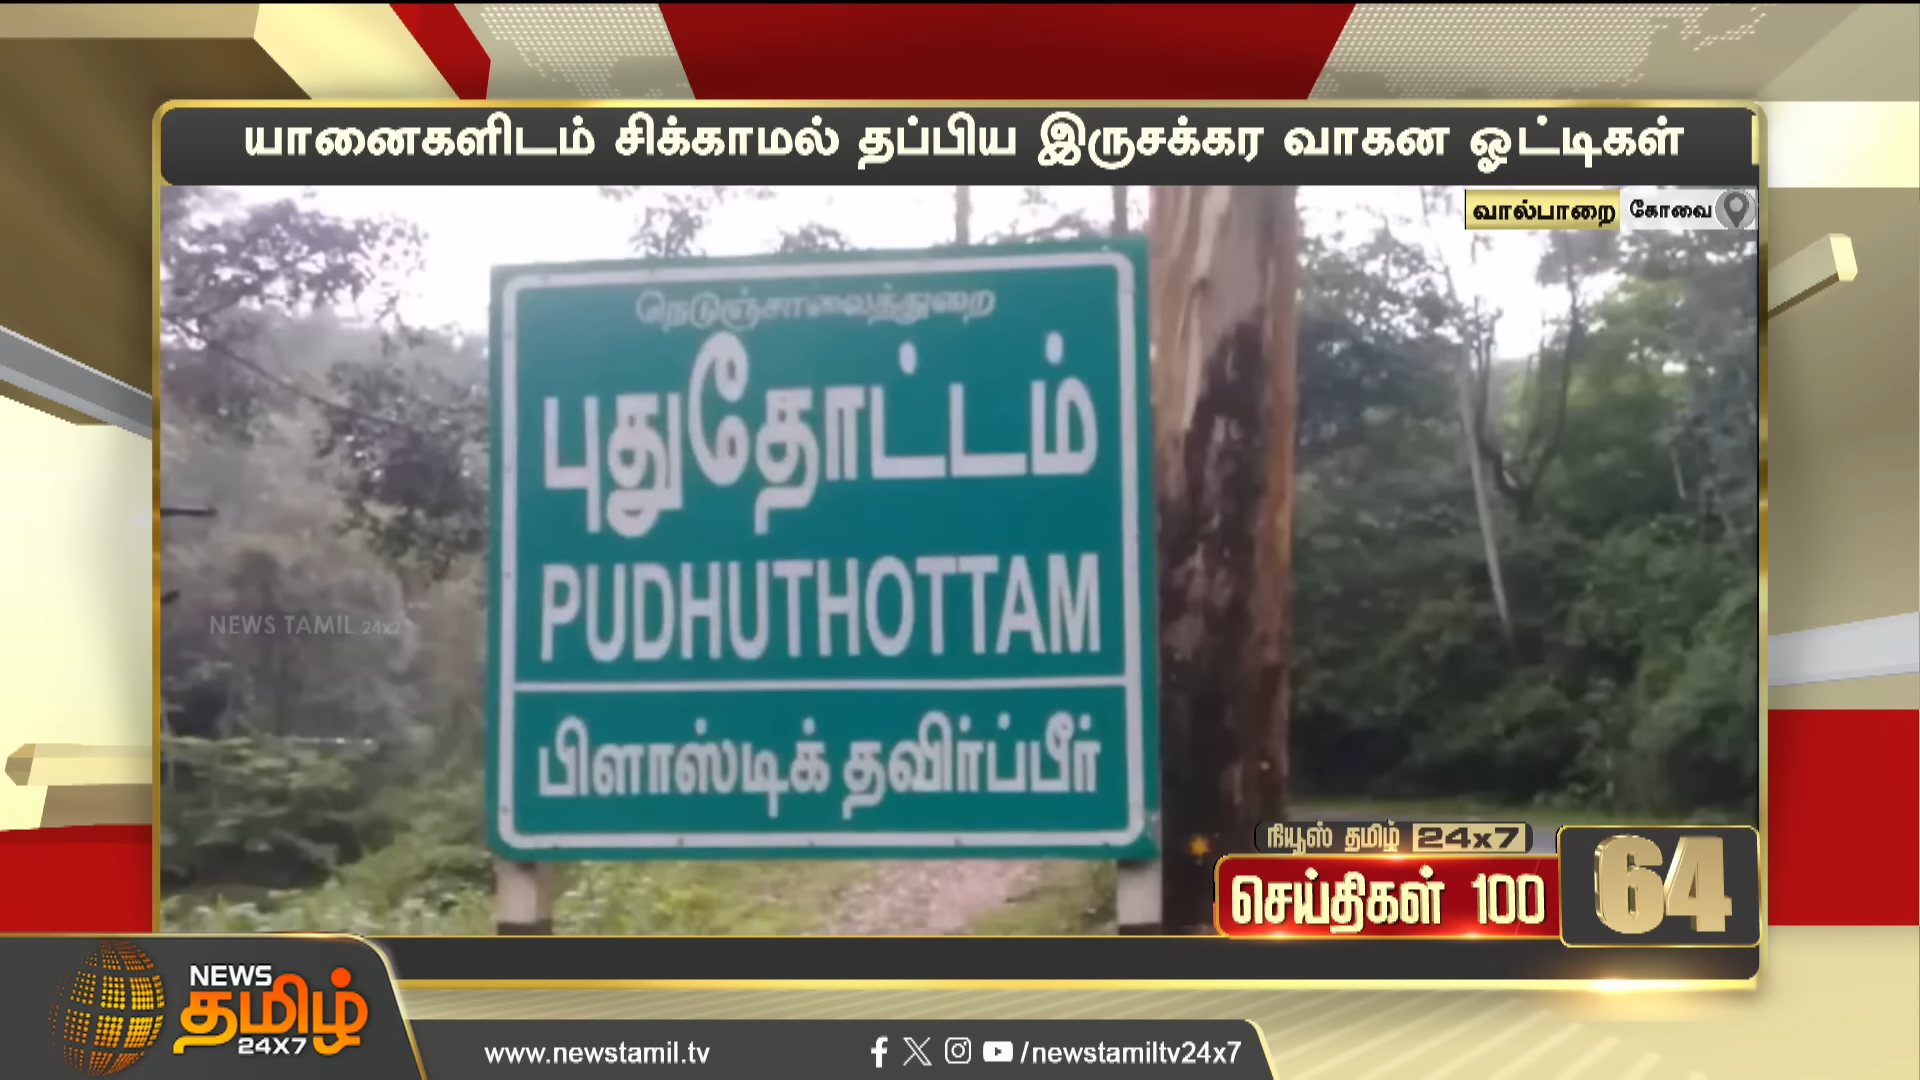 யானைகளிடம் சிக்காமல் தப்பிய இருசக்கர வாகன ஓட்டிகள்
வால்பாறை கோவை
நெடுஞ்சாலைத்துறை
புதுதோட்டம்
PUDHUTHOTTAM
பிளாஸ்டிக் தவிர்ப்பீர்
NEWS TAMIL 24x7
நியூஸ் தமிழ் 24x7
செய்திகள் 100
64
NEWS
தமிழ்
24X7
www.newstamil.tv
/newstamiltv24x7